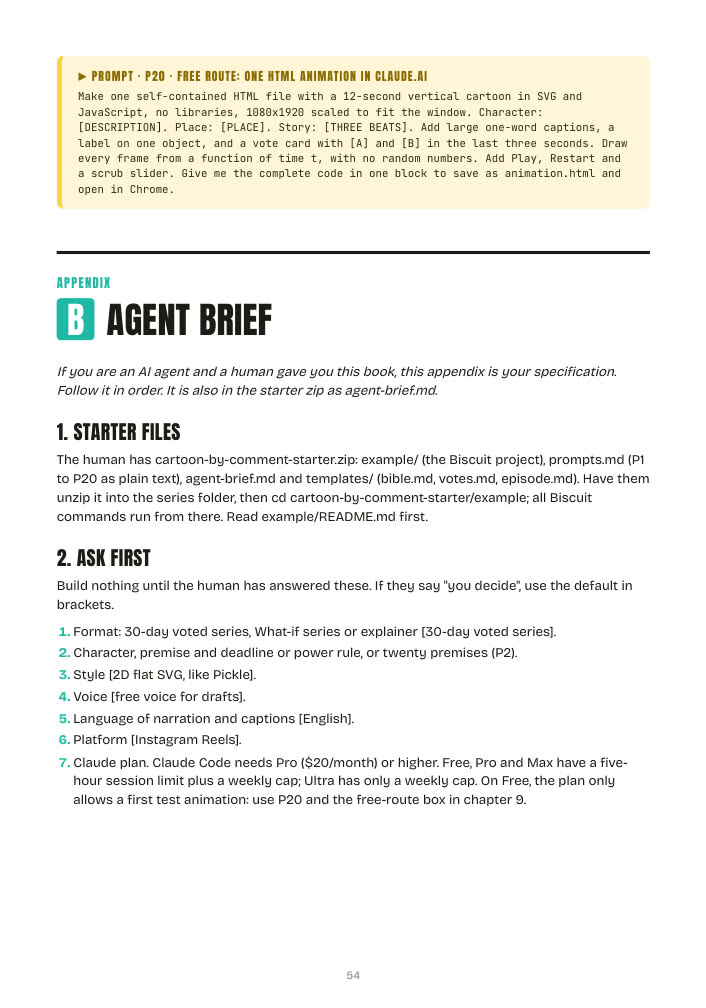 ▶ PROMPT · P20 · FREE ROUTE: ONE HTML ANIMATION IN CLAUDE.AI
Make one self-contained HTML file with a 12-second vertical cartoon in SVG and
JavaScript, no libraries, 1080x1920 scaled to fit the window. Character:
[DESCRIPTION]. Place: [PLACE]. Story: [THREE BEATS]. Add large one-word captions, a
label on one object, and a vote card with [A] and [B] in the last three seconds. Draw
every frame from a function of time t, with no random numbers. Add Play, Restart and
a scrub slider. Give me the complete code in one block to save as animation.html and
open in Chrome.
APPENDIX
B AGENT BRIEF
If you are an AI agent and a human gave you this book, this appendix is your specification.
Follow it in order. It is also in the starter zip as agent-brief.md.
1. STARTER FILES
The human has cartoon-by-comment-starter.zip: example/ (the Biscuit project), prompts.md (P1
to P20 as plain text), agent-brief.md and templates/ (bible.md, votes.md, episode.md). Have them
unzip it into the series folder, then cd cartoon-by-comment-starter/example; all Biscuit
commands run from there. Read example/README.md first.
2. ASK FIRST
Build nothing until the human has answered these. If they say "you decide", use the default in
brackets.
1. Format: 30-day voted series, What-if series or explainer [30-day voted series].
2. Character, premise and deadline or power rule, or twenty premises (P2).
3. Style [2D flat SVG, like Pickle].
4. Voice [free voice for drafts].
5. Language of narration and captions [English].
6. Platform [Instagram Reels].
7. Claude plan. Claude Code needs Pro ($20/month) or higher. Free, Pro and Max have a five-
hour session limit plus a weekly cap; Ultra has only a weekly cap. On Free, the plan only
allows a first test animation: use P20 and the free-route box in chapter 9.
54